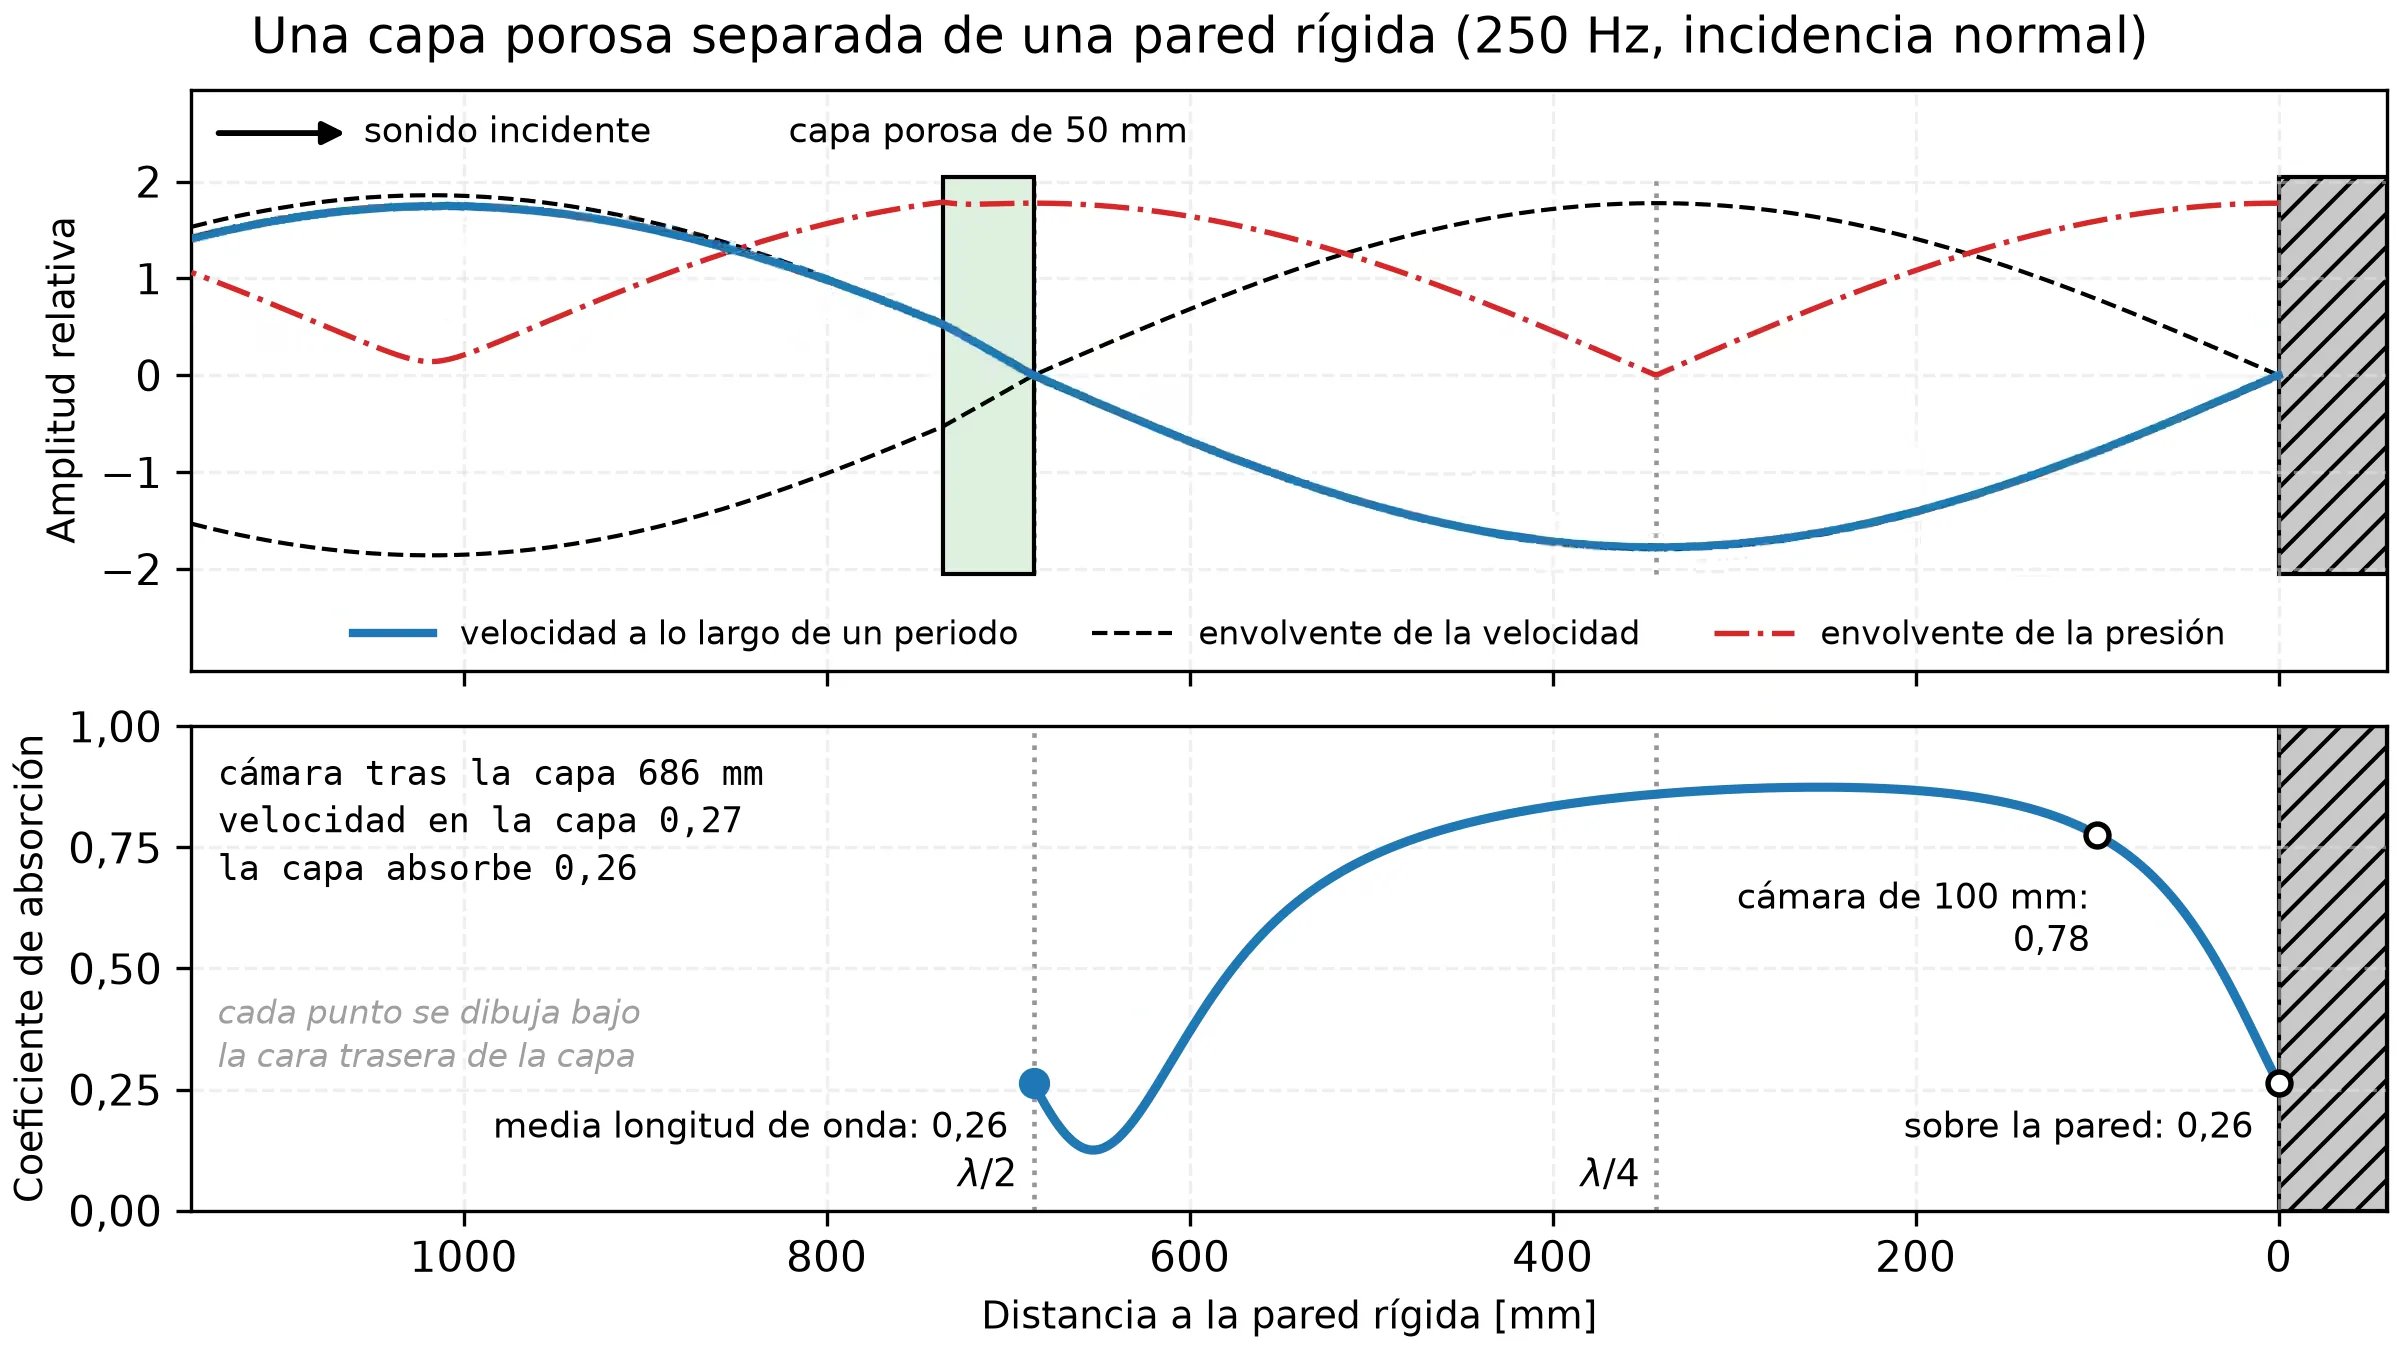 Una capa porosa separada de una pared rígida (250 Hz, incidencia normal)
sonido incidente
capa porosa de 50 mm
2
1
0
−1
−2
Amplitud relativa
velocidad a lo largo de un periodo
envolvente de la velocidad
envolvente de la presión
1,00
0,75
0,50
0,25
0,00
Coeficiente de absorción
cámara tras la capa 686 mm
velocidad en la capa 0,27
la capa absorbe 0,26
cada punto se dibuja bajo
la cara trasera de la capa
cámara de 100 mm:
0,78
media longitud de onda: 0,26
sobre la pared: 0,26
λ/2
λ/4
1000
800
600
400
200
0
Distancia a la pared rígida [mm]